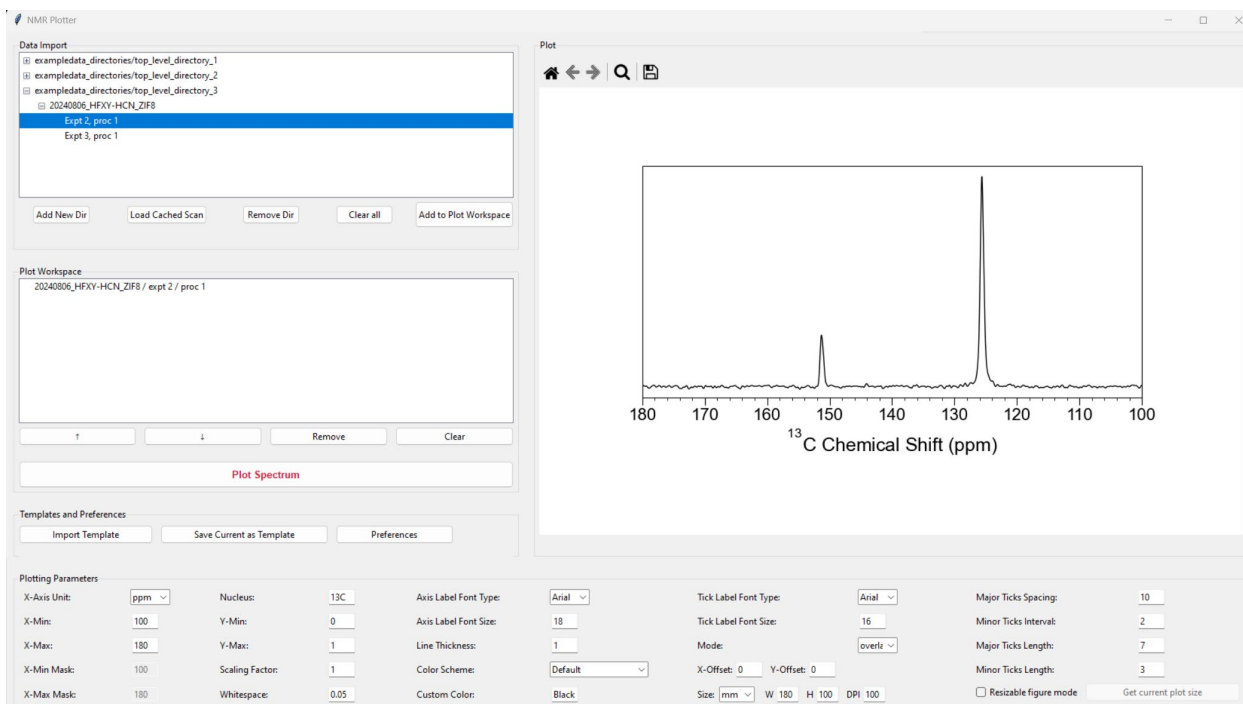 NMR Plotter
Data Import
exampledata_directories/top_level_directory_1
exampledata_directories/top_level_directory_2
exampledata_directories/top_level_directory_3
20240806_HFXY-HCN_ZIF8
Expt 2, proc 1
Expt 3, proc 1
Add New Dir Load Cached Scan Remove Dir Clear all Add to Plot Workspace
Plot Workspace
20240806_HFXY-HCN_ZIF8 / expt 2 / proc 1
↑ ↓ Remove Clear
Plot Spectrum
Templates and Preferences
Import Template Save Current as Template Preferences
Plot
180 170 160 150 140 130 120 110 100
13C Chemical Shift (ppm)
Plotting Parameters
X-Axis Unit: ppm Nucleus: 13C Axis Label Font Type: Arial Tick Label Font Type: Arial Major Ticks Spacing: 10
X-Min: 100 Y-Min: 0 Axis Label Font Size: 18 Tick Label Font Size: 16 Minor Ticks Interval: 2
X-Max: 180 Y-Max: 1 Line Thickness: 1 Mode: overla Major Ticks Length: 7
X-Min Mask: 100 Scaling Factor: 1 Color Scheme: Default X-Offset: 0 Y-Offset: 0 Minor Ticks Length: 3
X-Max Mask: 180 Whitespace: 0.05 Custom Color: Black Size: mm W 180 H 100 DPI 100 Resizable figure mode Get current plot size